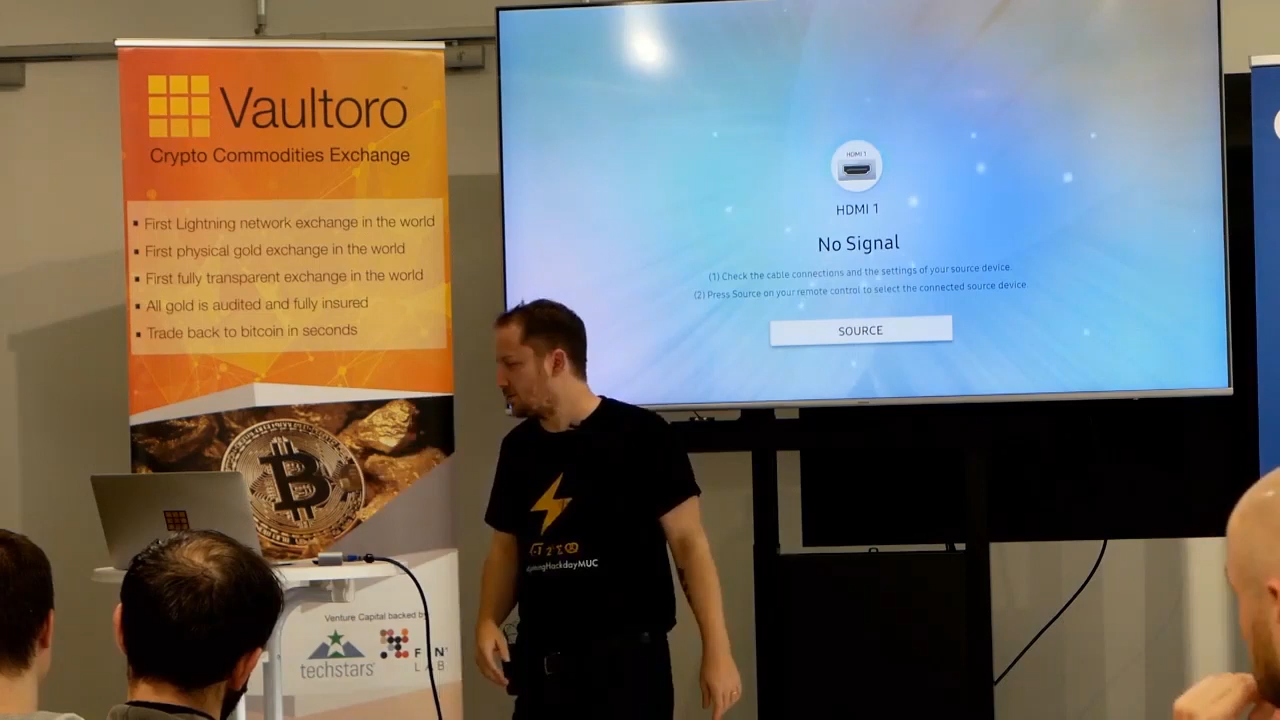 Vaultoro
Crypto Commodities Exchange
▪ First Lightning network exchange in the world
▪ First physical gold exchange in the world
▪ First fully transparent exchange in the world
▪ All gold is audited and fully insured
▪ Trade back to bitcoin in seconds
Venture Capital backed by
techstars
F N
L A B
HDMI 1
HDMI 1
No Signal
(1) Check the cable connections and the settings of your source device.
(2) Press Source on your remote control to select the connected source device.
SOURCE
HackdayMUC